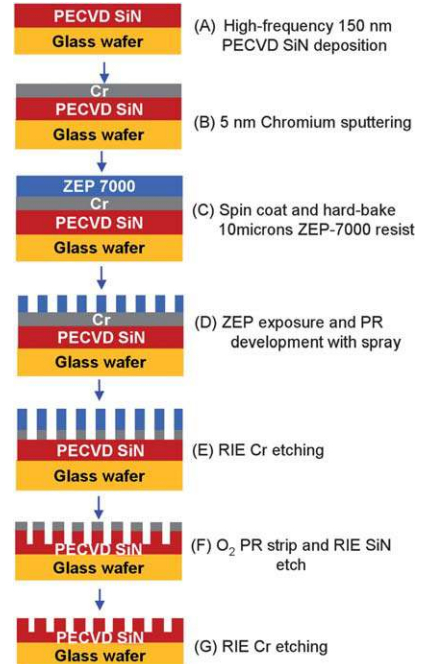 PECVD SiN
Glass wafer
(A) High-frequency 150 nm
PECVD SiN deposition
Cr
PECVD SiN
Glass wafer
(B) 5 nm Chromium sputtering
ZEP 7000
Cr
PECVD SiN
Glass wafer
(C) Spin coat and hard-bake
10microns ZEP-7000 resist
Cr
PECVD SiN
Glass wafer
(D) ZEP exposure and PR
development with spray
PECVD SiN
Glass wafer
(E) RIE Cr etching
PECVD SiN
Glass wafer
(F) O₂ PR strip and RIE SiN
etch
PECVD SiN
Glass wafer
(G) RIE Cr etching